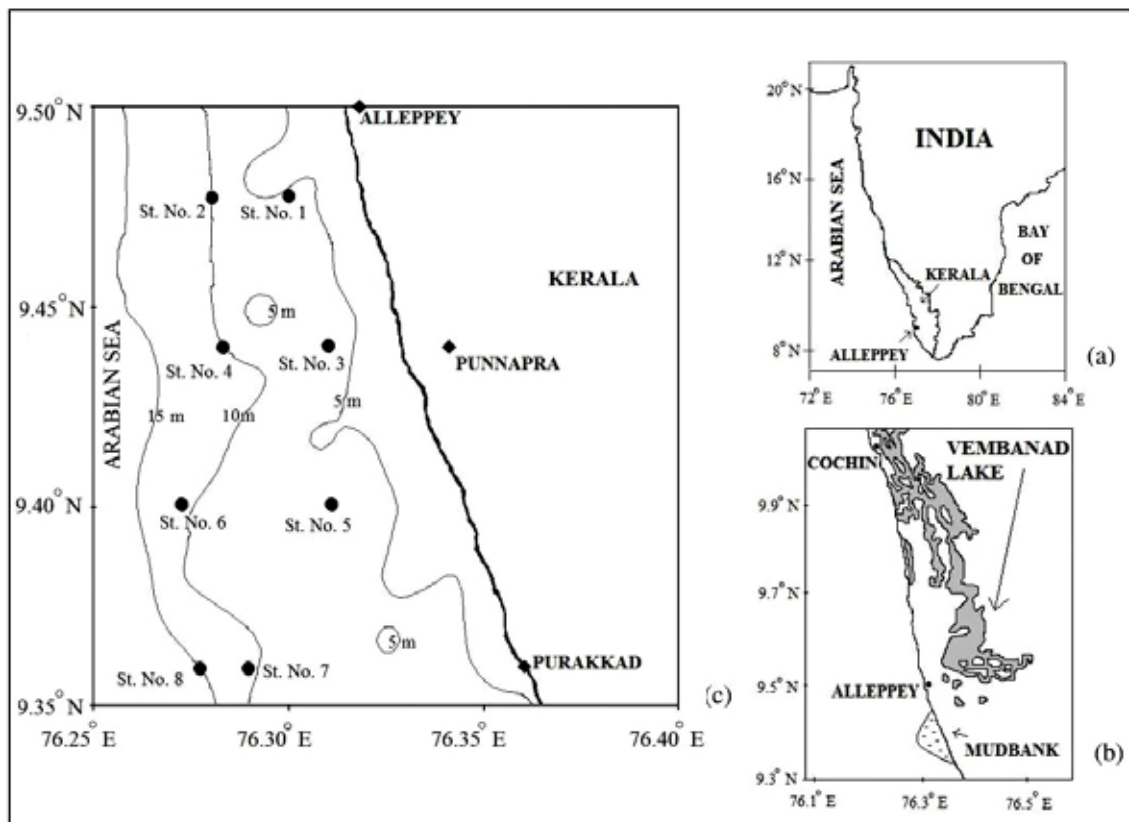 9.50° N
ALLEPPEY
St. No. 2
St. No. 1
KERALA
9.45° N
5 m
ARABIAN SEA
St. No. 4
St. No. 3
PUNNAPRA
15 m
10m
5 m
9.40° N
St. No. 6
St. No. 5
5 m
PURAKKAD
St. No. 8
St. No. 7
9.35° N
(c)
76.25° E
76.30° E
76.35° E
76.40° E
20° N
INDIA
16° N
ARABIAN SEA
BAY
OF
BENGAL
12° N
KERALA
ALLEPPEY
8° N
(a)
72° E
76° E
80° E
84° E
VEMBANAD
LAKE
COCHIN
9.9° N
9.7° N
ALLEPPEY
9.5° N
MUDBANK
(b)
9.3° N
76.1° E
76.3° E
76.5° E